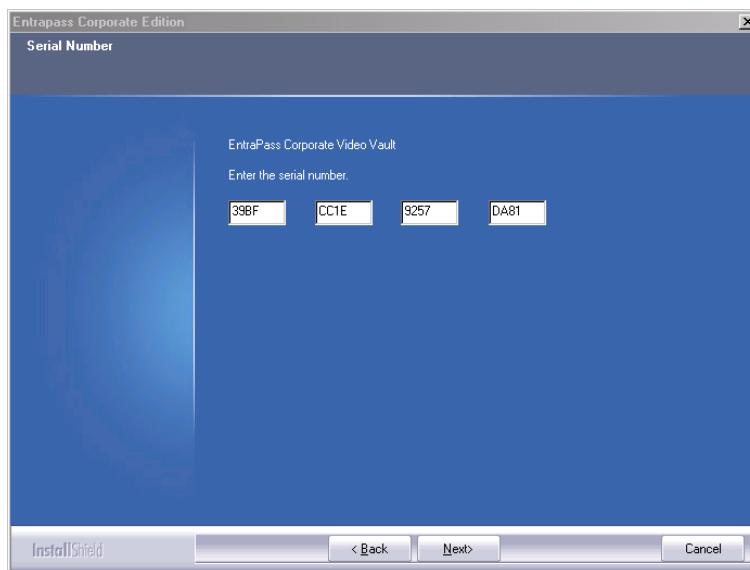 Entrapass Corporate Edition
Serial Number
EntraPass Corporate Video Vault
Enter the serial number.
39BF CC1E 9257 DA81
InstallShield
< Back Next> Cancel